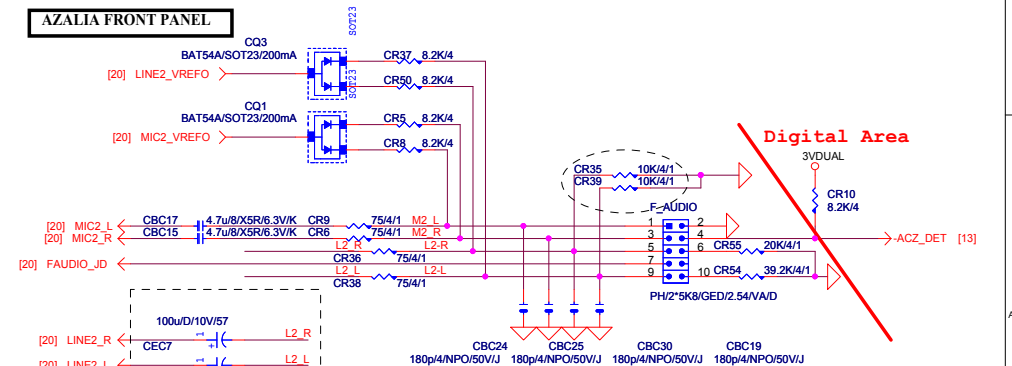 AZALIA FRONT PANEL
SOT23
CQ3
BAT54A/SOT23/200mA
CR37 8.2K/4
[20] LINE2_VREFO
SOT23
CR50 8.2K/4
CQ1
BAT54A/SOT23/200mA
CR5 8.2K/4
[20] MIC2_VREFO
CR8 8.2K/4
Digital Area
3VDUAL
CR35 10K/4/1
CR39 10K/4/1
CR10
8.2K/4
F_AUDIO
[20] MIC2_L CBC17 4.7u/8/X5R/6.3V/K CR9 75/4/1 M2_L 1 2
[20] MIC2_R CBC15 4.7u/8/X5R/6.3V/K CR6 75/4/1 M2_R 3 4
-ACZ_DET [13]
L2_R L2-R 5 6 CR55 20K/4/1
CR36 75/4/1
[20] FAUDIO_JD 7
L2_L L2-L 9 10 CR54 39.2K/4/1
CR38 75/4/1
PH/2*5K8/GED/2.54/VA/D
100u/D/10V/57
[20] LINE2_R 1 L2_R
+
CEC7
CBC24 CBC25 CBC30 CBC19
180p/4/NPO/50V/J 180p/4/NPO/50V/J 180p/4/NPO/50V/J 180p/4/NPO/50V/J
[20] LINE2_L 1 L2_L
A